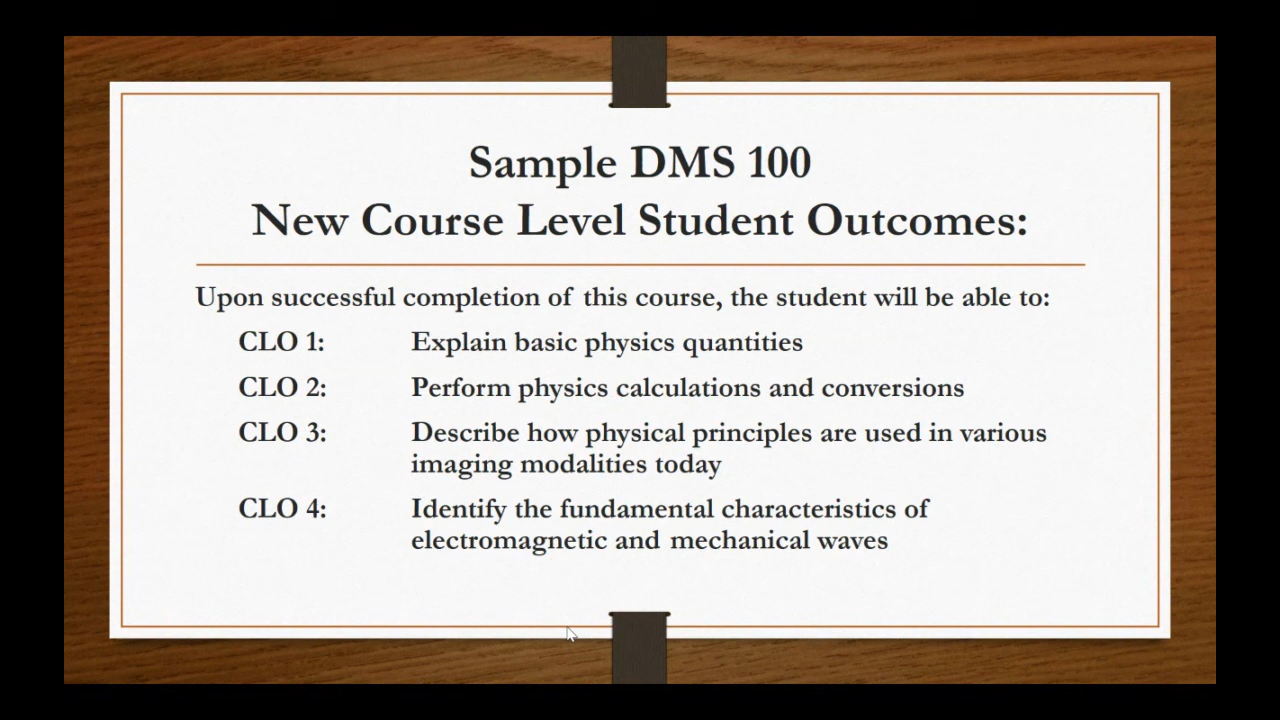 Sample DMS 100
New Course Level Student Outcomes:
Upon successful completion of this course, the student will be able to:
CLO 1: Explain basic physics quantities
CLO 2: Perform physics calculations and conversions
CLO 3: Describe how physical principles are used in various
imaging modalities today
CLO 4: Identify the fundamental characteristics of
electromagnetic and mechanical waves